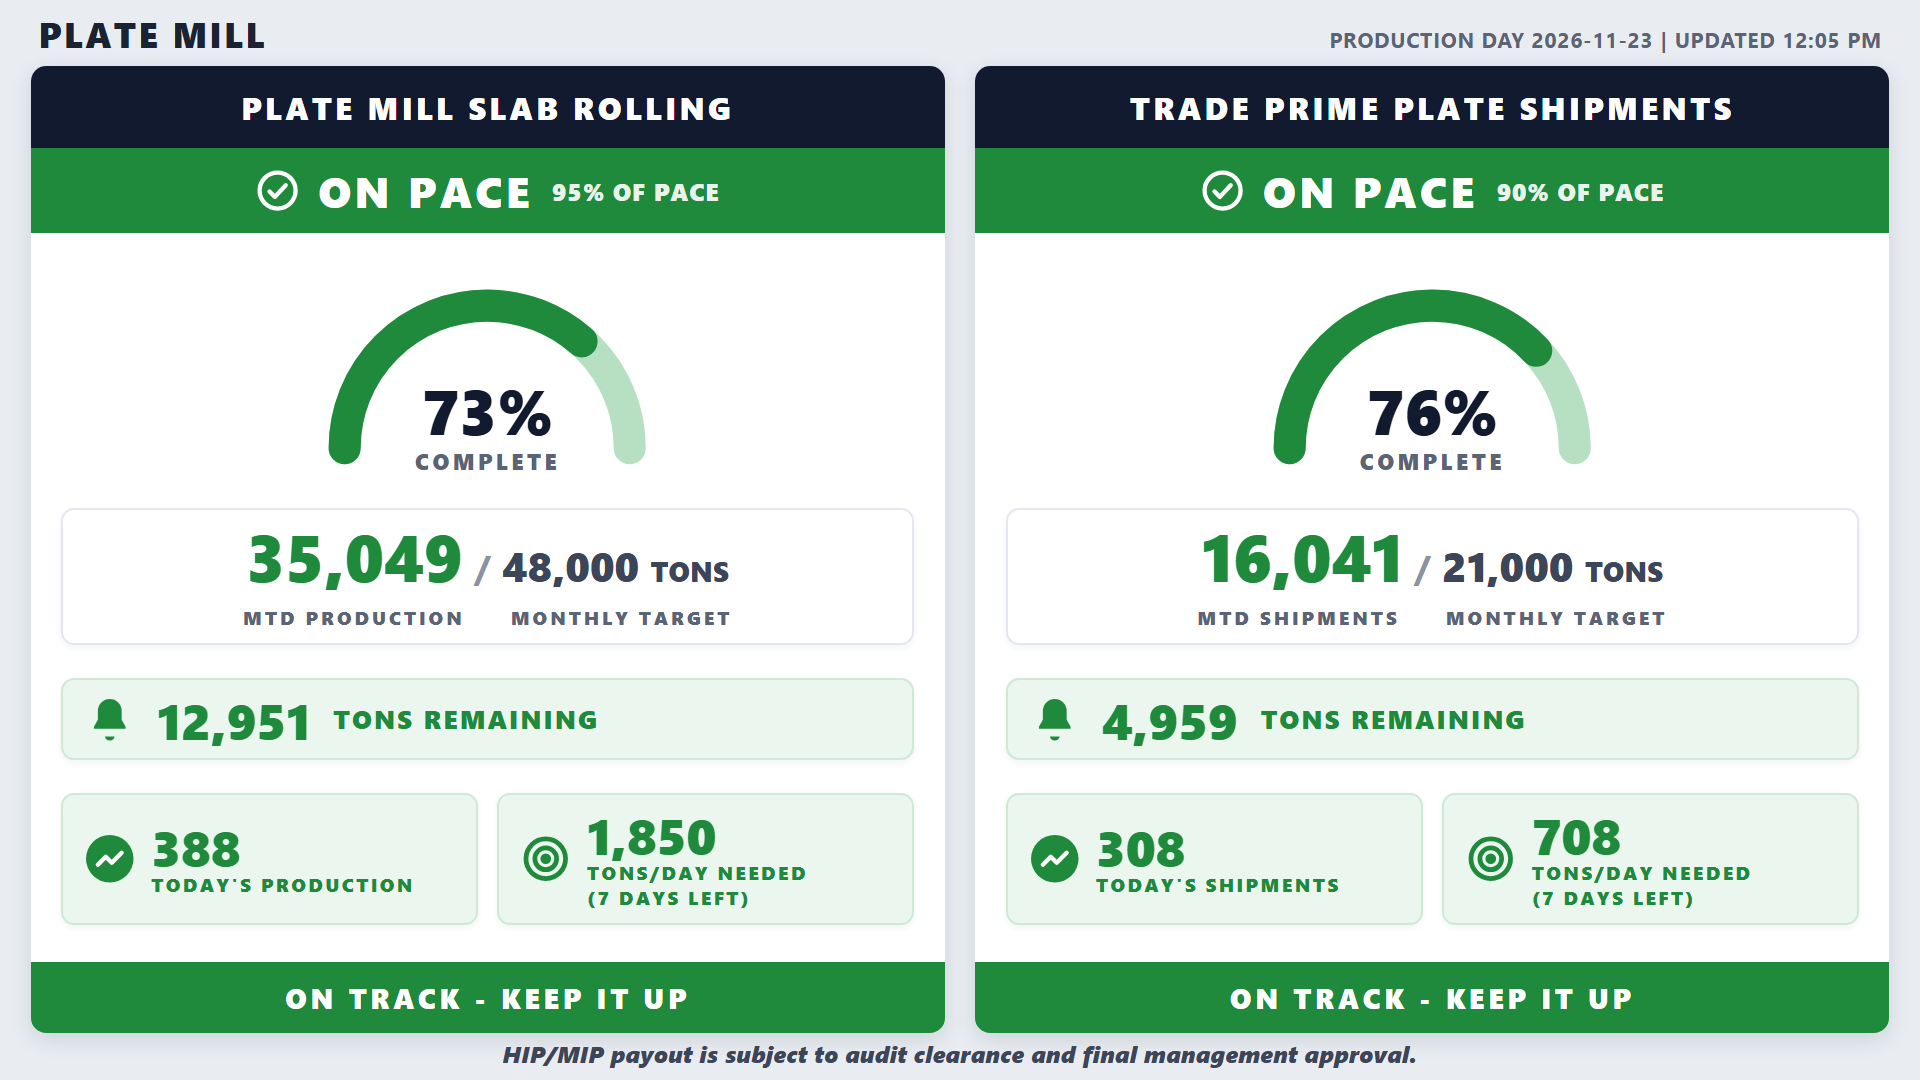 PLATE MILL
PRODUCTION DAY 2026-11-23 | UPDATED 12:05 PM
PLATE MILL SLAB ROLLING
ON PACE 95% OF PACE
73%
COMPLETE
35,049 / 48,000 TONS
MTD PRODUCTION MONTHLY TARGET
12,951 TONS REMAINING
388
TODAY'S PRODUCTION
1,850
TONS/DAY NEEDED
(7 DAYS LEFT)
ON TRACK - KEEP IT UP
TRADE PRIME PLATE SHIPMENTS
ON PACE 90% OF PACE
76%
COMPLETE
16,041 / 21,000 TONS
MTD SHIPMENTS MONTHLY TARGET
4,959 TONS REMAINING
308
TODAY'S SHIPMENTS
708
TONS/DAY NEEDED
(7 DAYS LEFT)
ON TRACK - KEEP IT UP
HIP/MIP payout is subject to audit clearance and final management approval.